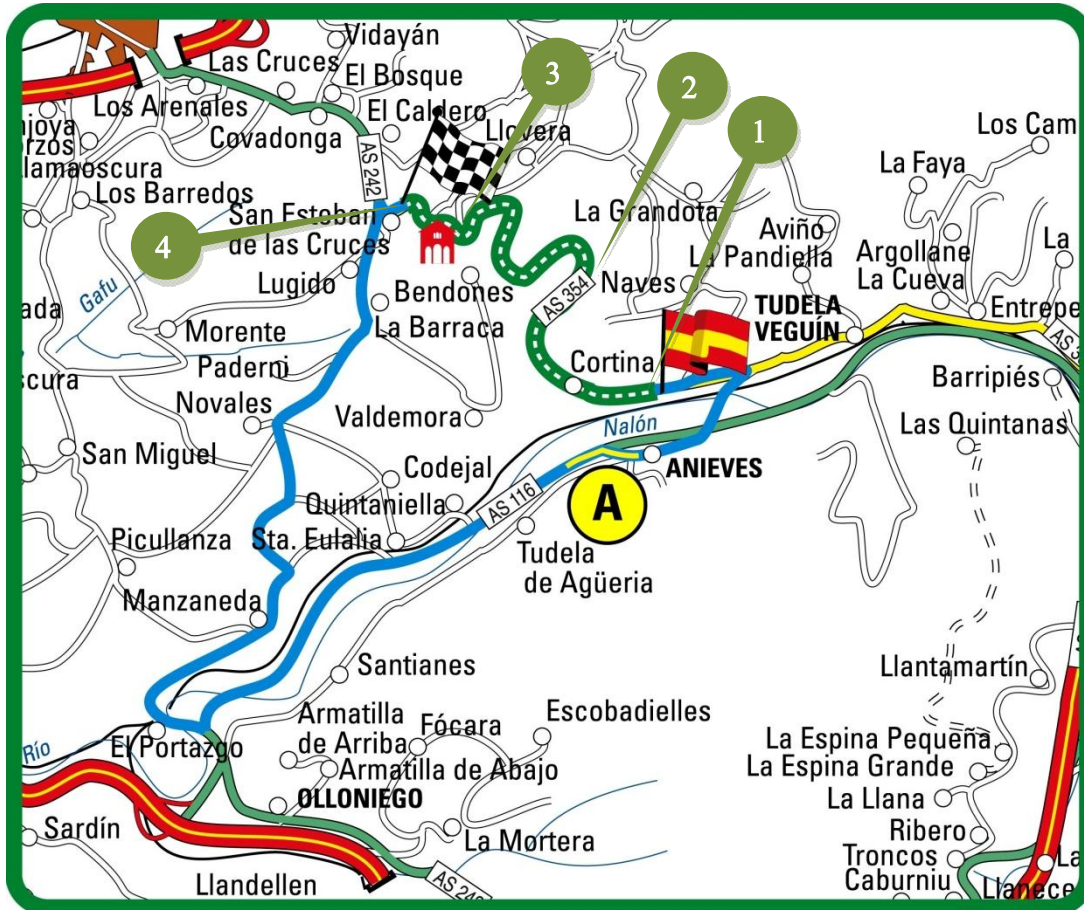 Vidayán
Las Cruces
El Bosque
3
2
Los Arenales
El Caldero
1
Covadonga
Llovera
Los Cam
La Faya
Los Barredos
AS 242
San Esteban
de las Cruces
4
La Grandota
Aviño
La Pandiella
Argollane
La Cueva
La
Lugido
Bendones
AS 354
Naves
TUDELA
VEGUÍN
Entrepe
Gafu
Morente
La Barraca
Paderni
Cortina
Barripiés
Novales
Valdemora
Nalón
Las Quintanas
San Miguel
Codejal
ANIEVES
Quintaniella
AS 116
A
Picullanza
Sta. Eulalia
Tudela
de Agüeria
Manzaneda
Santianes
Llantamartín
Armatilla
de Arriba
Fócara
Escobadielles
El Portazgo
Río
Armatilla de Abajo
La Espina Pequeña
La Espina Grande
OLLONIEGO
La Llana
Sardín
La Mortera
Ribero
Troncos
Caburniu
Llandellen